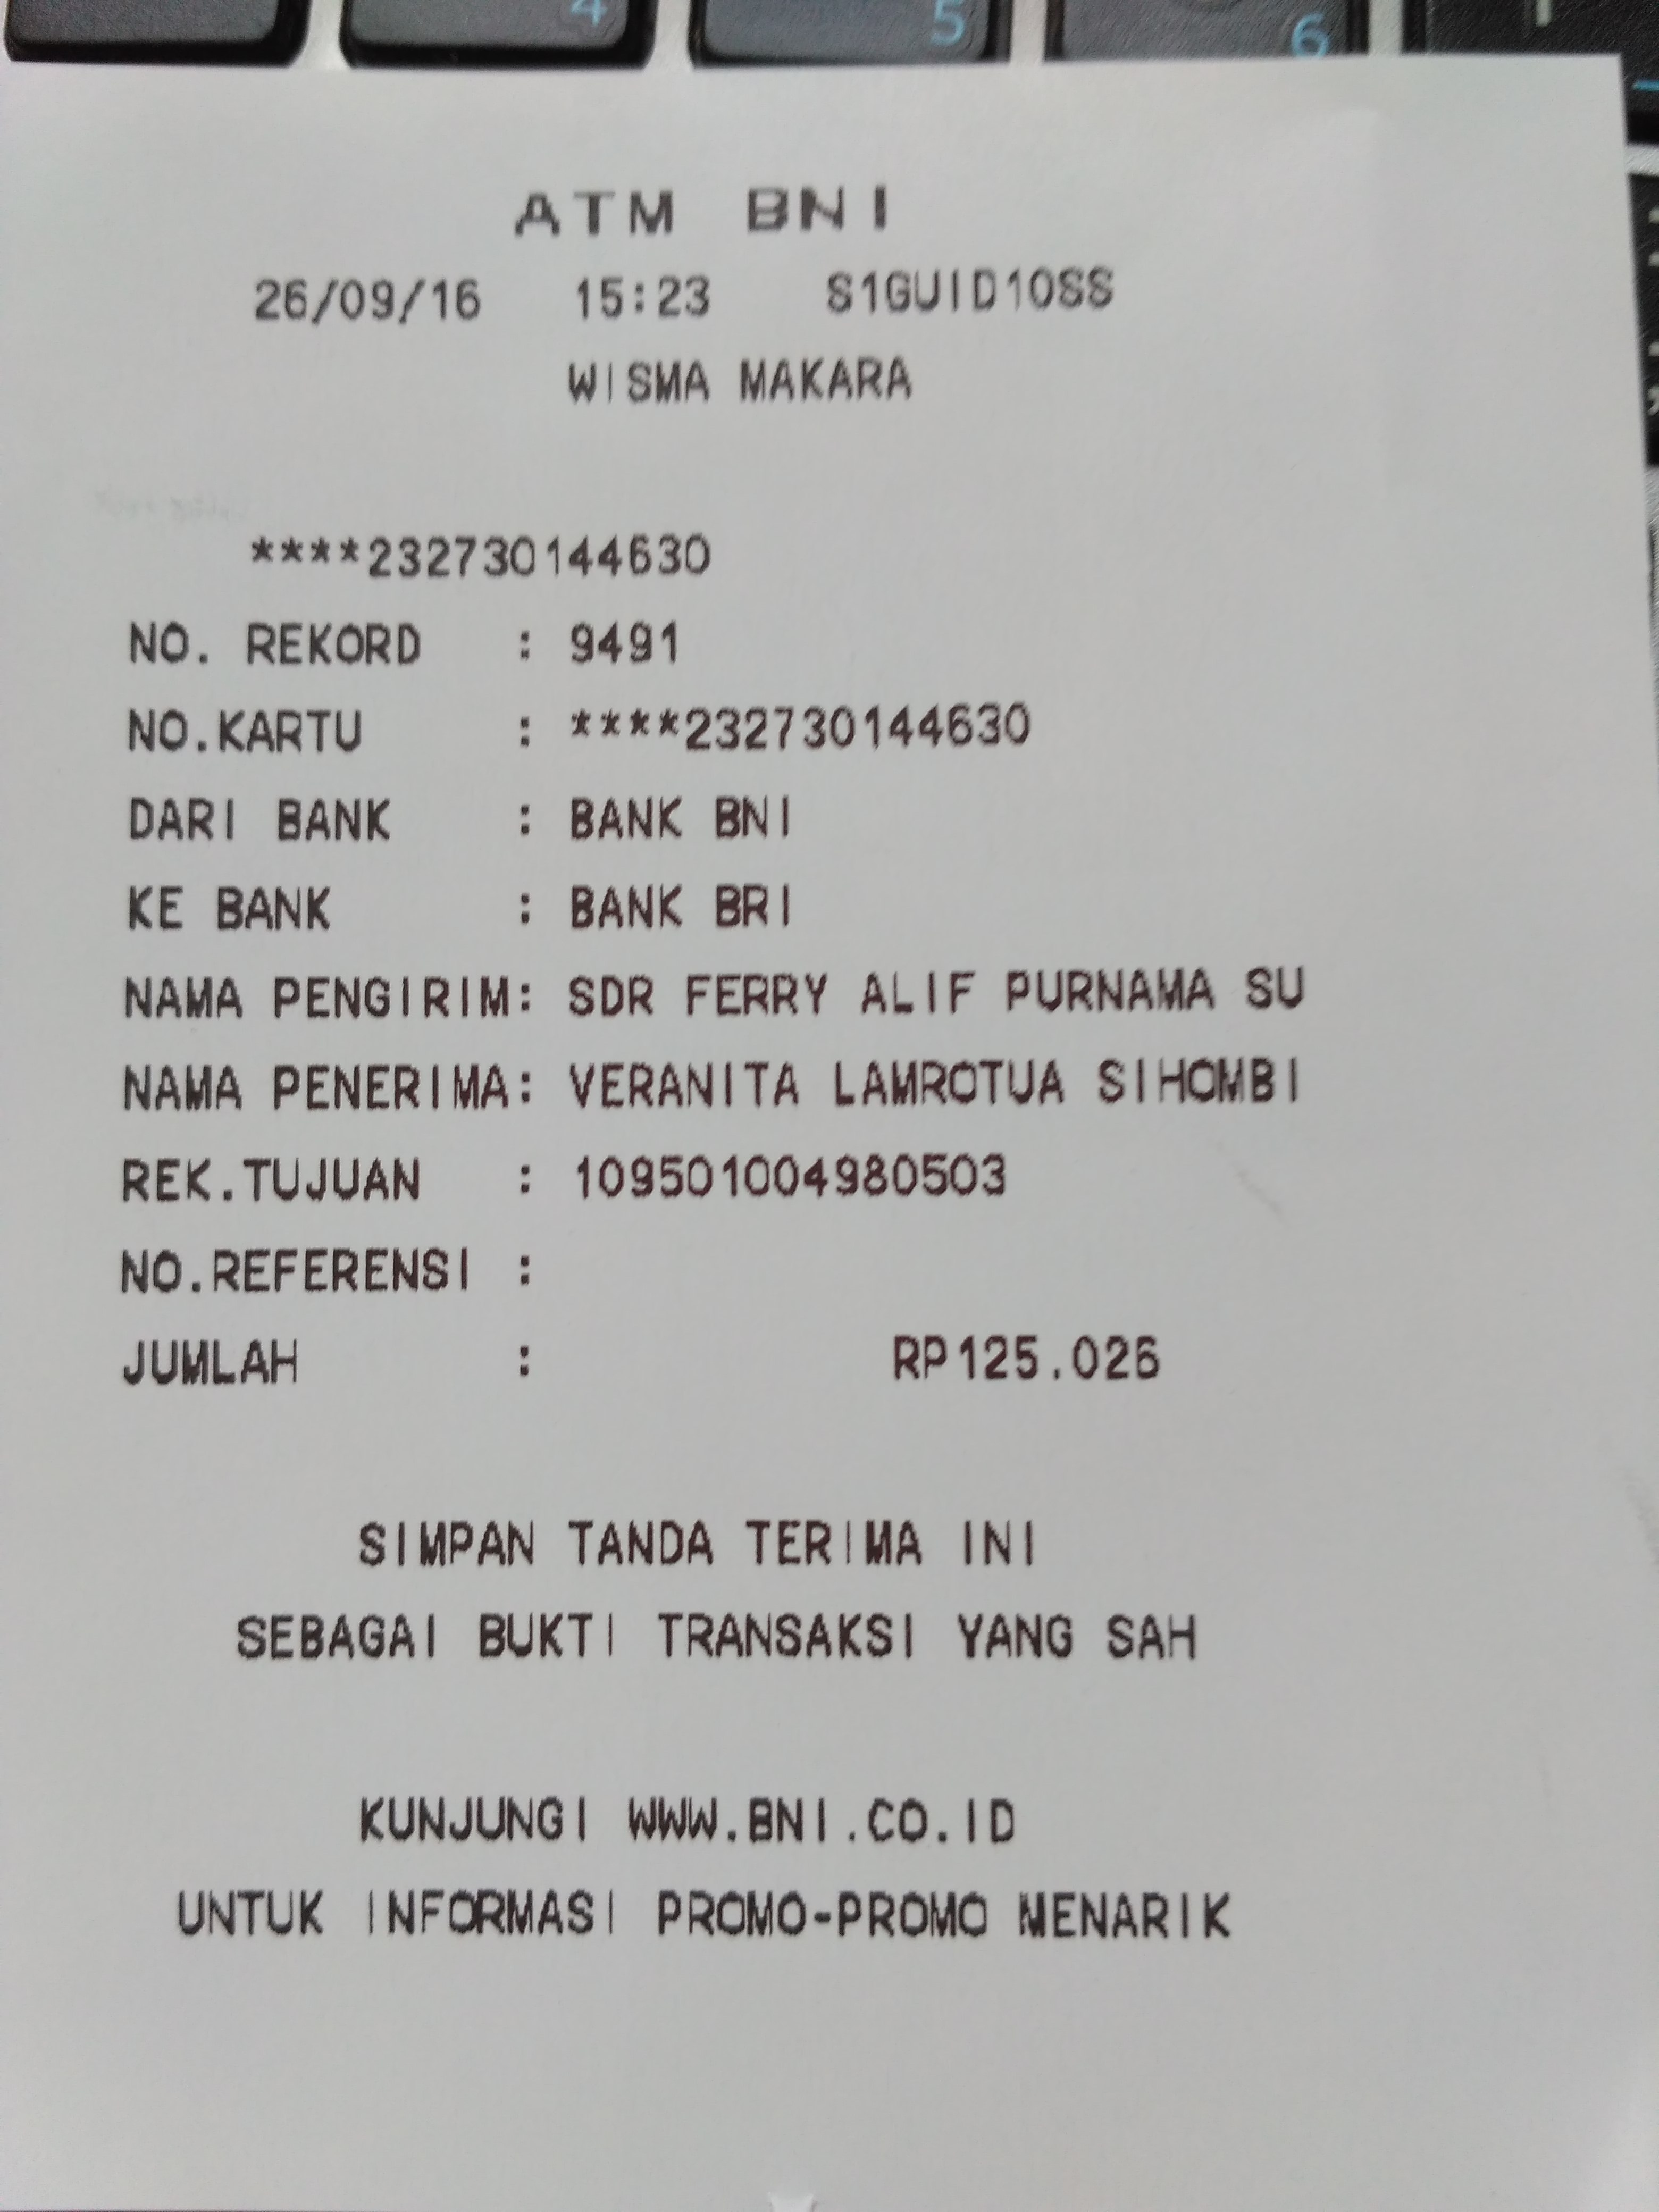 4
5
6
ATM BNI
26/09/16 15:23 S1GUID10SS
WISMA MAKARA
****232730144630
NO. REKORD : 9491
NO.KARTU : ****232730144630
DARI BANK : BANK BNI
KE BANK : BANK BRI
NAMA PENGIRIM: SDR FERRY ALIF PURNAMA SU
NAMA PENERIMA: VERANITA LAMROTUA SIHOMBI
REK.TUJUAN : 109501004980503
NO.REFERENSI :
JUMLAH : RP125.026
SIMPAN TANDA TERIMA INI
SEBAGAI BUKTI TRANSAKSI YANG SAH
KUNJUNGI WWW.BNI.CO.ID
UNTUK INFORMASI PROMO-PROMO MENARIK